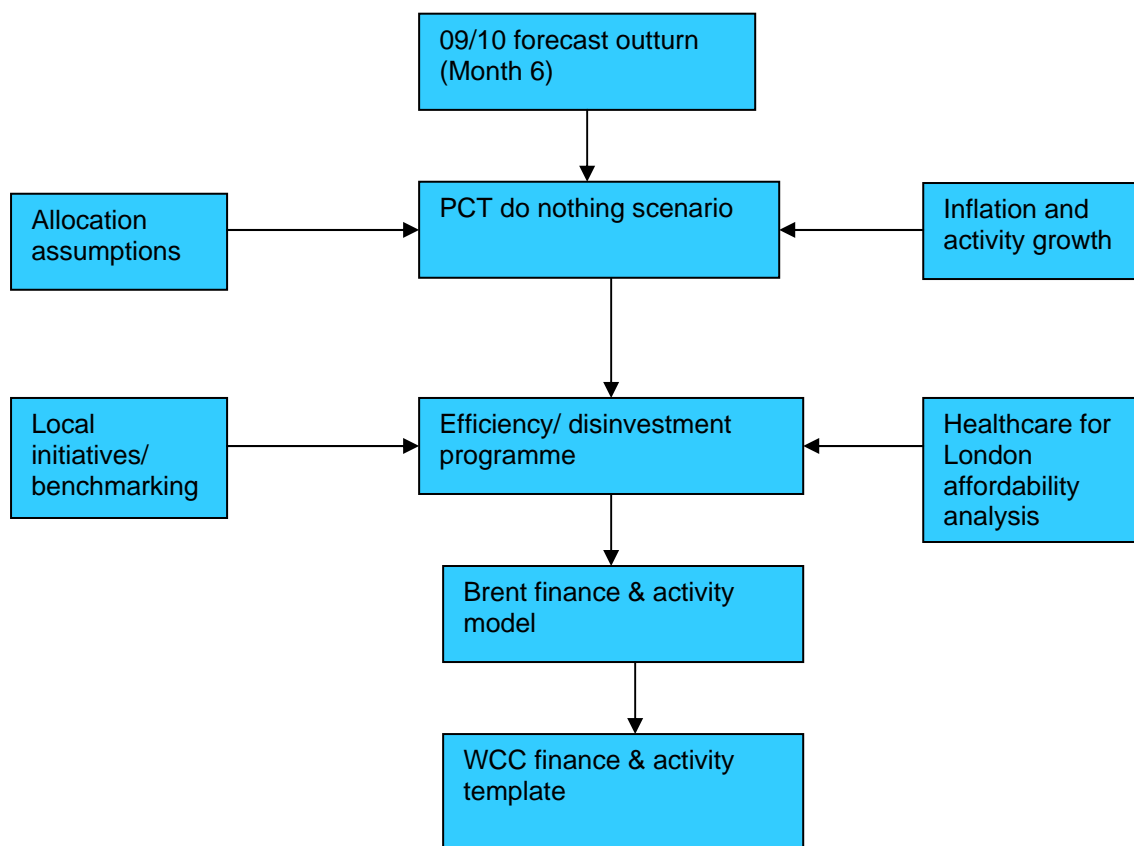 09/10 forecast outturn
(Month 6)
Allocation
assumptions
PCT do nothing scenario
Inflation and
activity growth
Local
initiatives/
benchmarking
Efficiency/ disinvestment
programme
Healthcare for
London
affordability
analysis
Brent finance & activity
model
WCC finance & activity
template